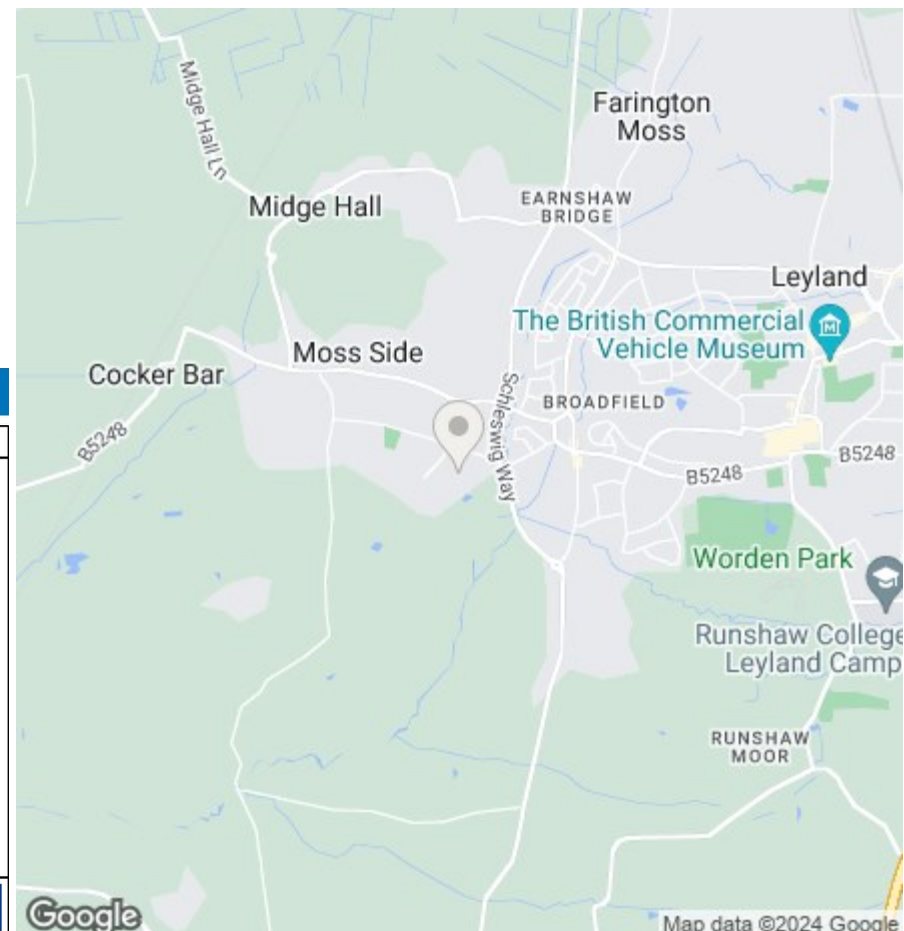 Farington
Moss
Midge Hall Ln
EARNSHAW
BRIDGE
Midge Hall
Leyland
The British Commercial
Vehicle Museum
Moss Side
Cocker Bar
Schleswig Way
BROADFIELD
B5248
B5248
B5248
Worden Park
Runshaw College
Leyland Camp
RUNSHAW
MOOR
Google
Map data ©2024 Google